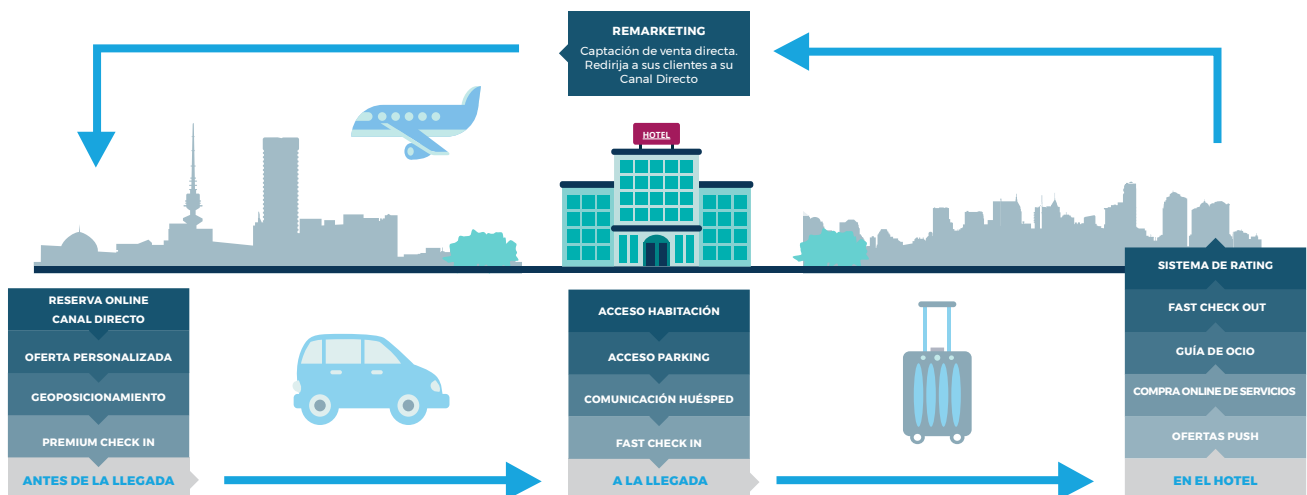 REMARKETING
Captación de venta directa.
Redirija a sus clientes a su
Canal Directo
HOTEL
RESERVA ONLINE
CANAL DIRECTO
OFERTA PERSONALIZADA
GEOPOSICIONAMIENTO
PREMIUM CHECK IN
ANTES DE LA LLEGADA
ACCESO HABITACIÓN
ACCESO PARKING
COMUNICACIÓN HUÉSPED
FAST CHECK IN
A LA LLEGADA
SISTEMA DE RATING
FAST CHECK OUT
GUÍA DE OCIO
COMPRA ONLINE DE SERVICIOS
OFERTAS PUSH
EN EL HOTEL